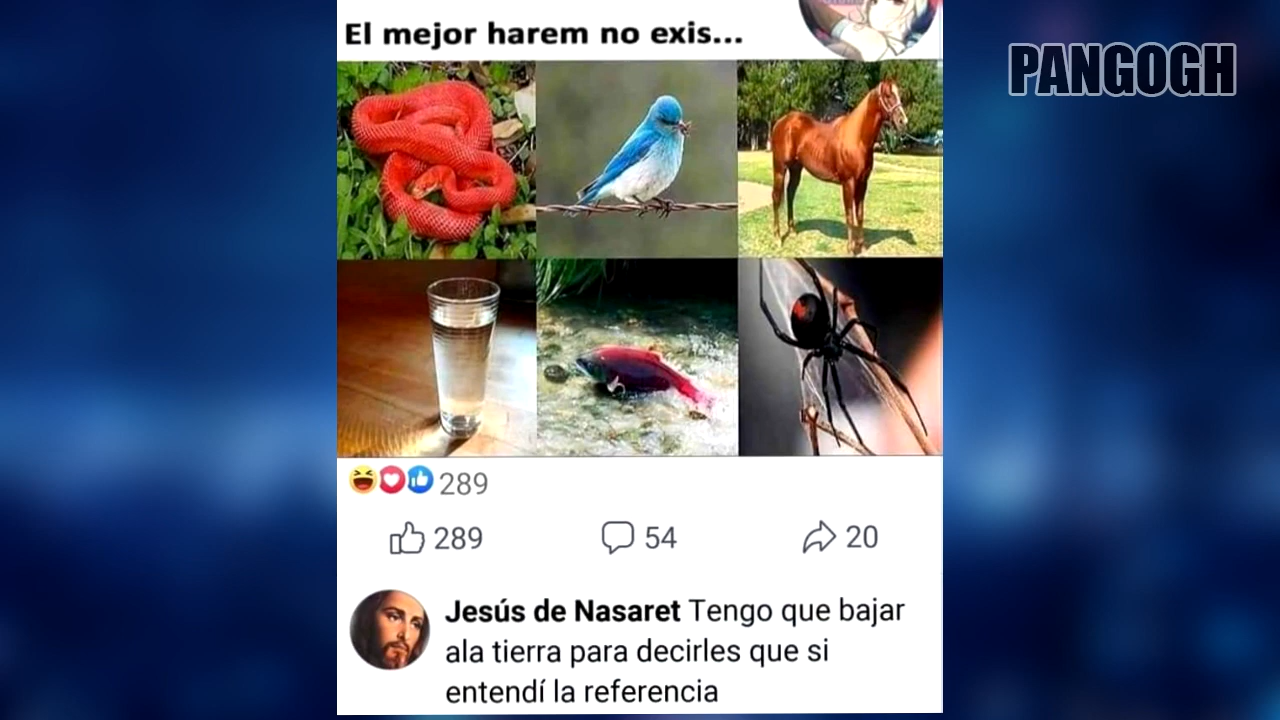 El mejor harem no exis...
PANGOGH
289
289 54 20
Jesús de Nasaret Tengo que bajar
ala tierra para decirles que si
entendí la referencia